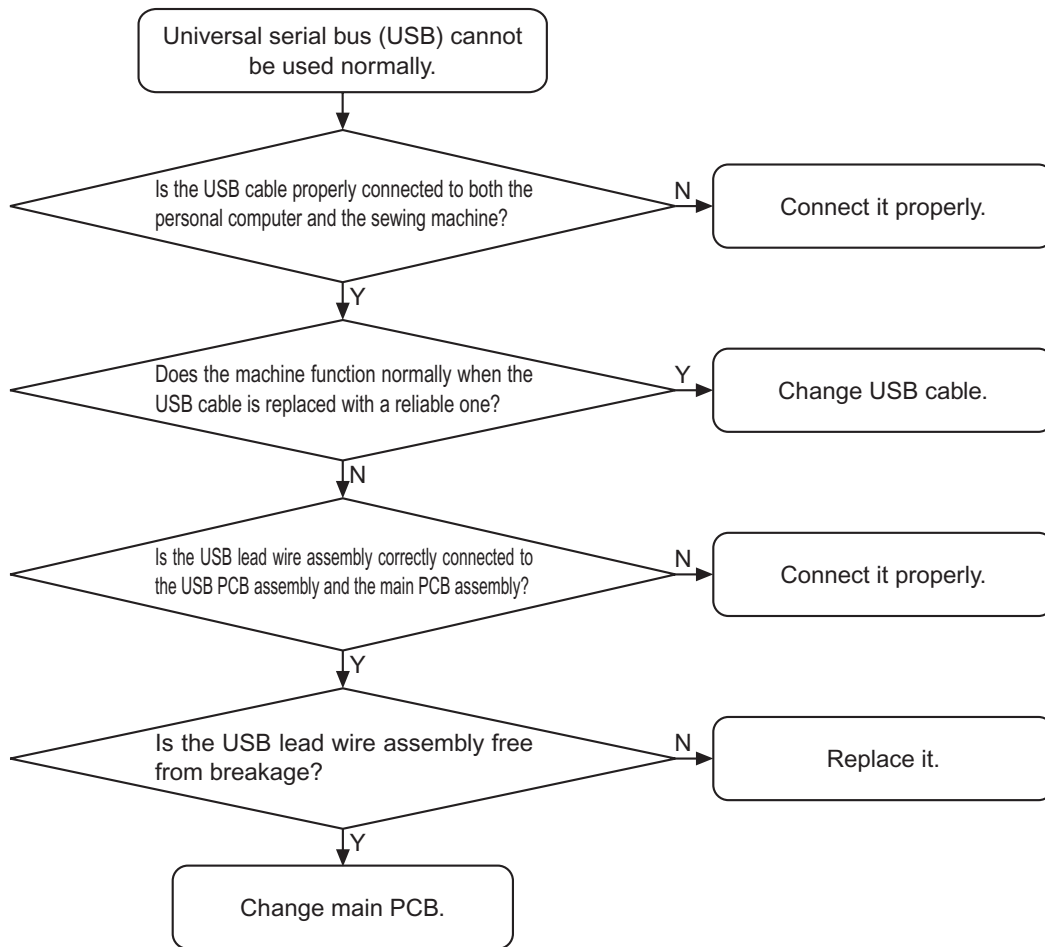 Universal serial bus (USB) cannot
be used normally.
Is the USB cable properly connected to both the
personal computer and the sewing machine?
N
Connect it properly.
Y
Does the machine function normally when the
USB cable is replaced with a reliable one?
Y
Change USB cable.
N
Is the USB lead wire assembly correctly connected to
the USB PCB assembly and the main PCB assembly?
N
Connect it properly.
Y
Is the USB lead wire assembly free
from breakage?
N
Replace it.
Y
Change main PCB.